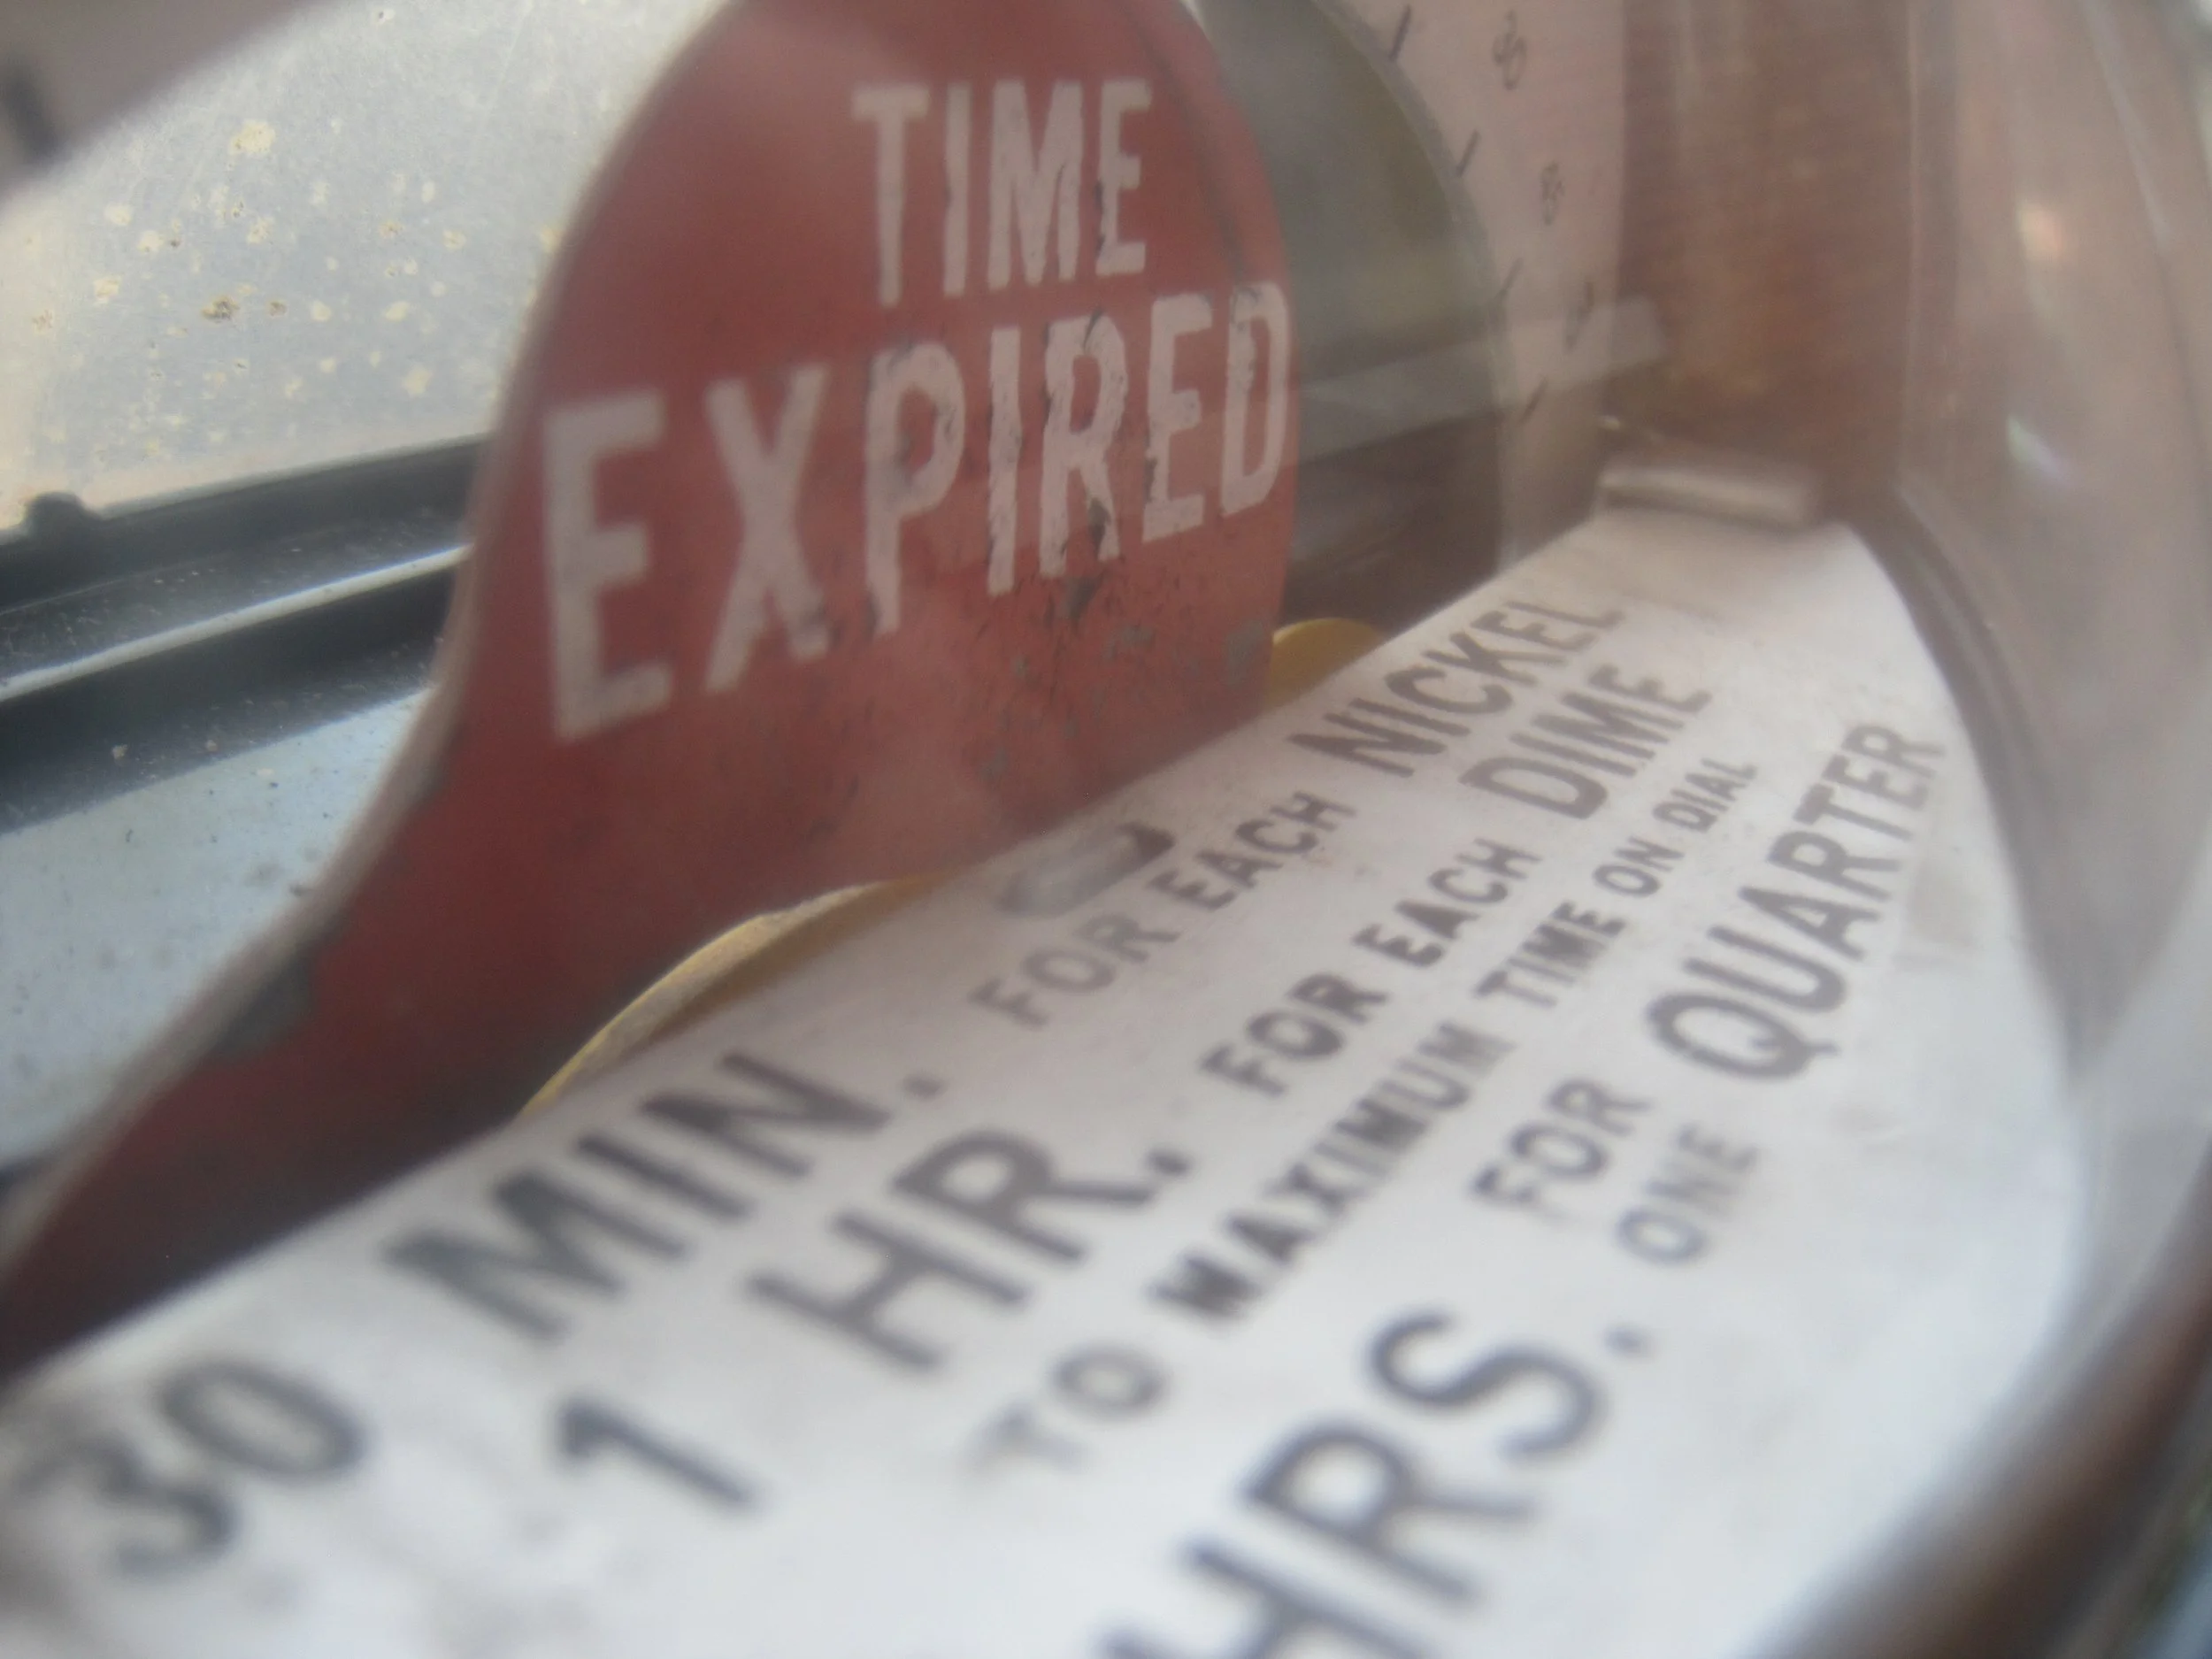 TIME
EXPIRED
30 MIN. FOR EACH NICKEL
1 HR. FOR EACH DIME
TO MAXIMUM TIME ON DIAL
HRS. FOR ONE QUARTER